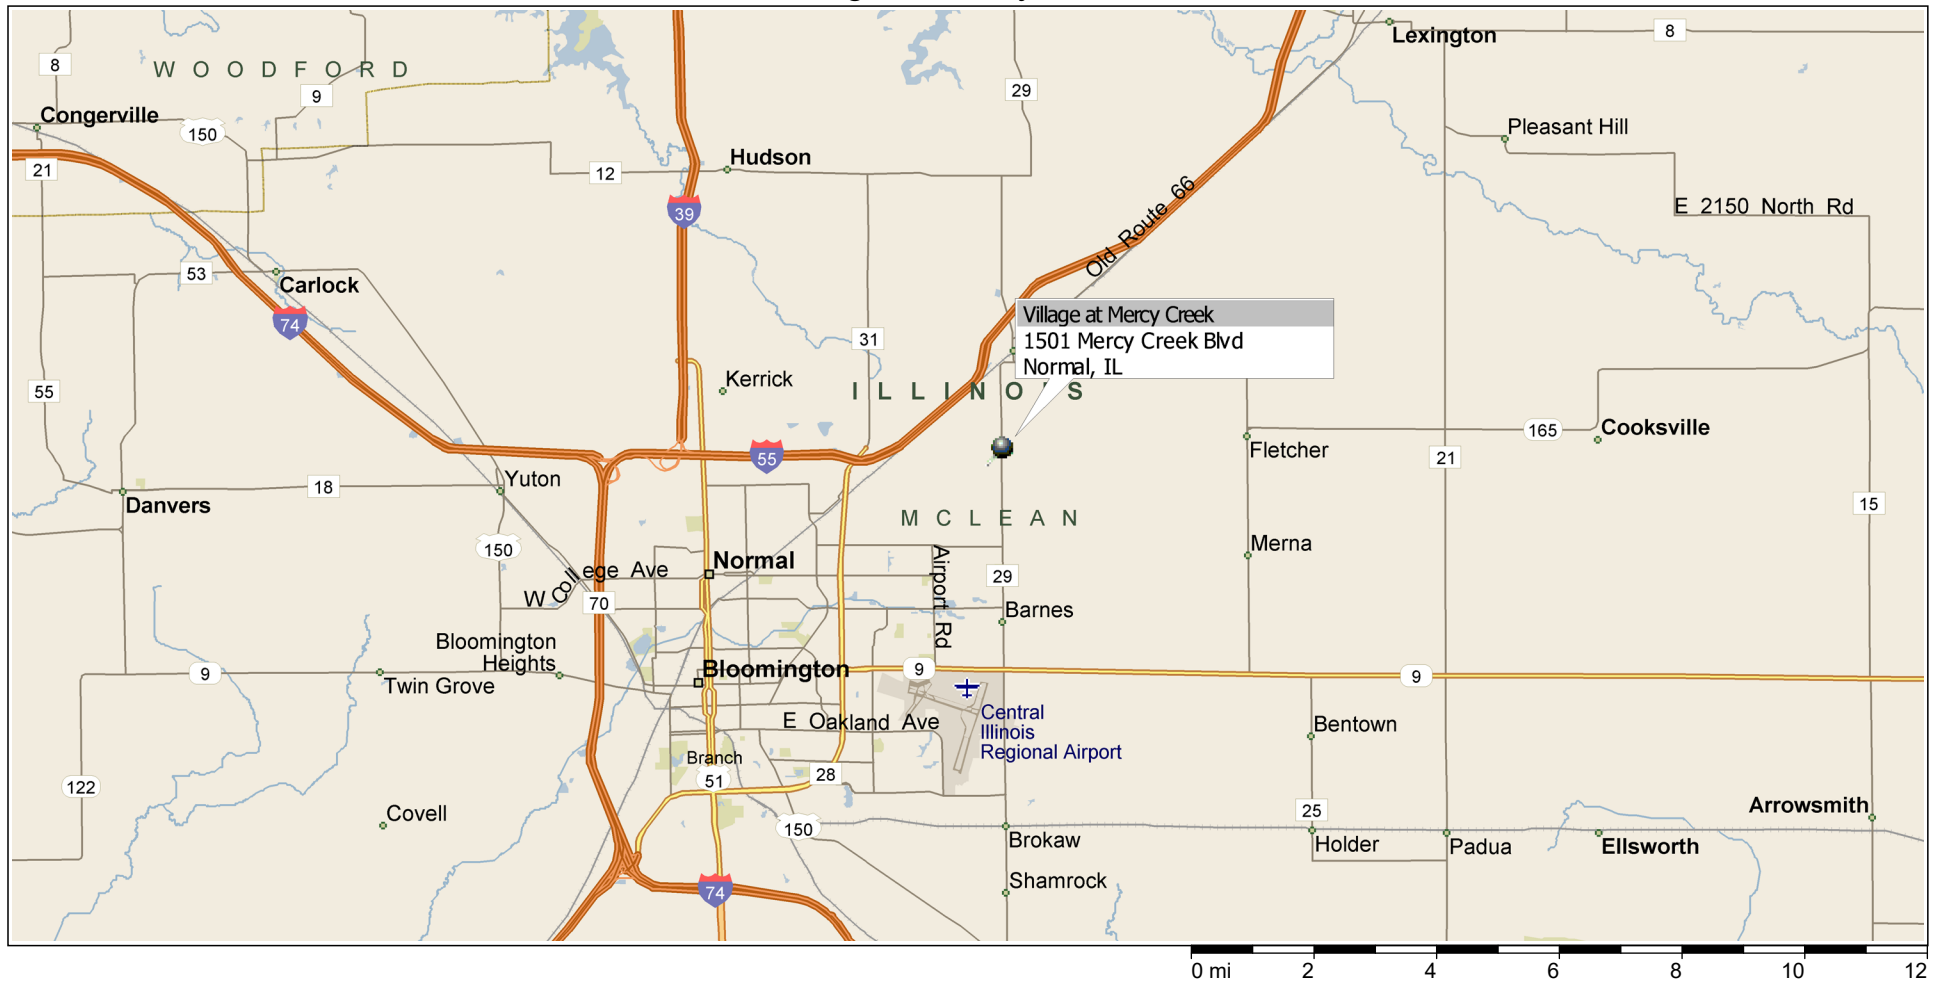 Lexington
8
8
W O O D F O R D
9
29
Congerville
150
Pleasant Hill
Hudson
21
12
Old Route 66
E 2150 North Rd
39
53
Carlock
74
Village at Mercy Creek
1501 Mercy Creek Blvd
Normal, IL
31
Kerrick
55
I L L I N O I S
165
Cooksville
Fletcher
55
21
Yuton
18
Danvers
15
M C L E A N
150
Merna
Normal
W College Ave
Airport Rd
29
70
Barnes
Bloomington
Heights
Bloomington
9
9
9
Twin Grove
Central
Illinois
Regional Airport
E Oakland Ave
Bentown
Branch
51
28
122
Covell
25
Arrowsmith
150
Brokaw
Holder
Padua
Ellsworth
Shamrock
74
0 mi 2 4 6 8 10 12